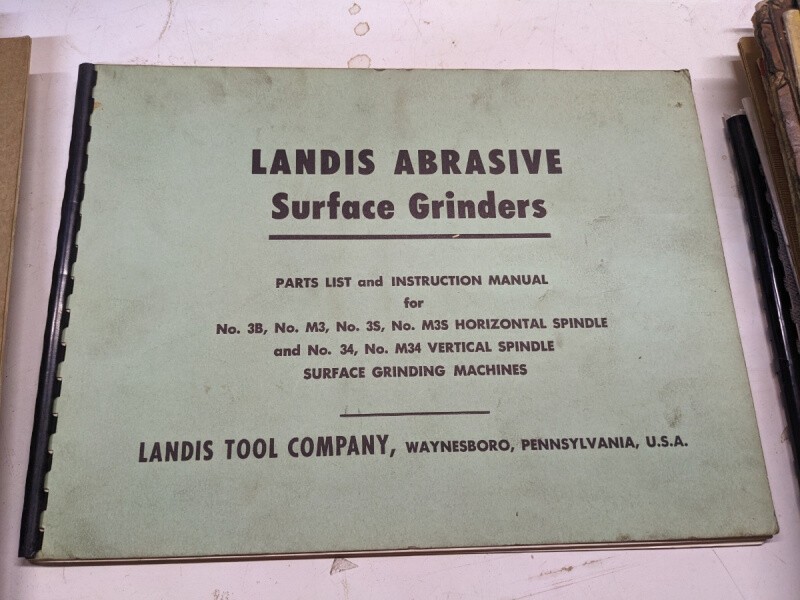 LANDIS ABRASIVE
Surface Grinders
PARTS LIST and INSTRUCTION MANUAL
for
No. 3B, No. M3, No. 3S, No. M3S HORIZONTAL SPINDLE
and No. 34, No. M34 VERTICAL SPINDLE
SURFACE GRINDING MACHINES
LANDIS TOOL COMPANY, WAYNESBORO, PENNSYLVANIA, U.S.A.